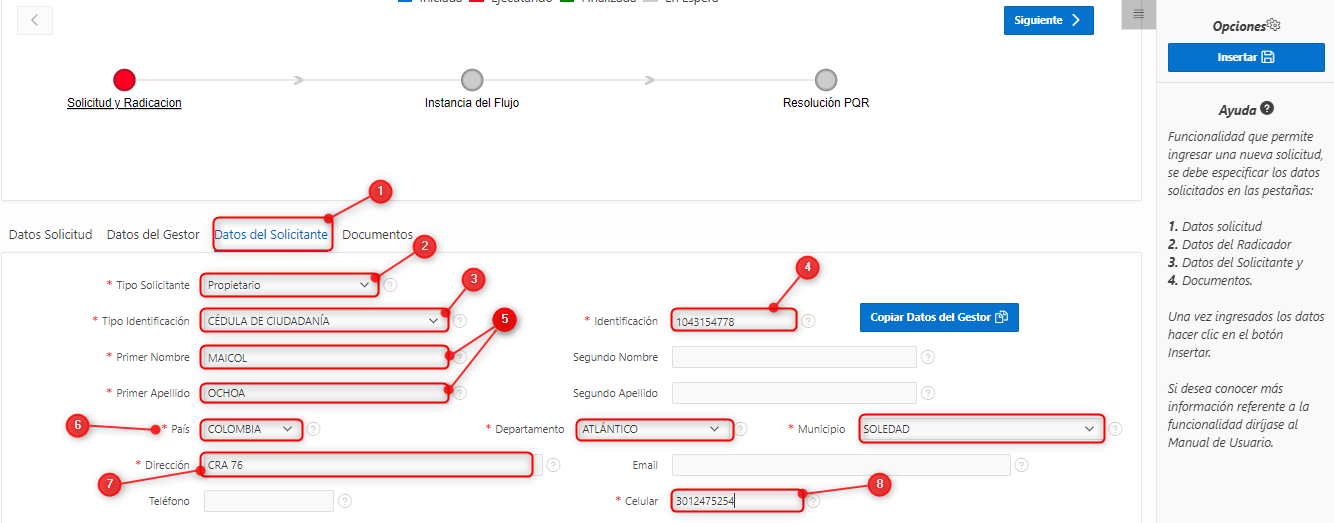 Iniciada Ejecutando Finalizada En Espera
Siguiente
Opciones
Insertar
Solicitud y Radicacion
Instancia del Flujo
Resolución PQR
Ayuda
Funcionalidad que permite
ingresar una nueva solicitud,
se debe especificar los datos
solicitados en las pestañas:
1. Datos solicitud
2. Datos del Radicador
3. Datos del Solicitante y
4. Documentos.
Una vez ingresados los datos
hacer clic en el botón
Insertar.
Si desea conocer más
información referente a la
funcionalidad diríjase al
Manual de Usuario.
1
Datos Solicitud Datos del Gestor Datos del Solicitante Documentos
2
* Tipo Solicitante Propietario
3
4
* Tipo Identificación CÉDULA DE CIUDADANÍA
* Identificación 1043154778
Copiar Datos del Gestor
5
* Primer Nombre MAICOL
Segundo Nombre
* Primer Apellido OCHOA
Segundo Apellido
6
* País COLOMBIA
* Departamento ATLÁNTICO
* Municipio SOLEDAD
* Dirección CRA 76
Email
7
8
Teléfono
* Celular 3012475254